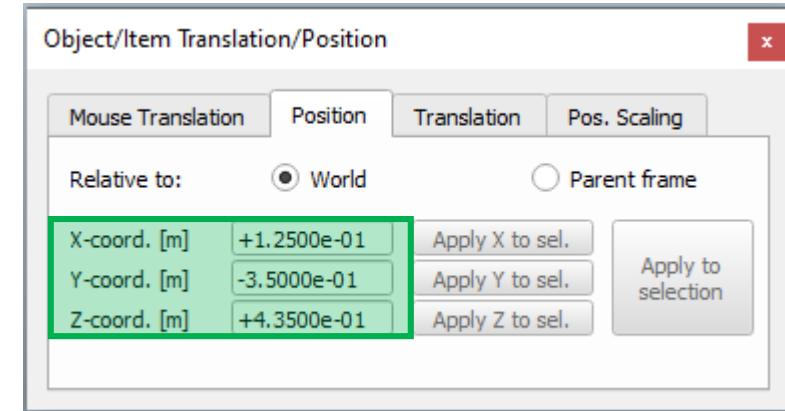 Object/Item Translation/Position
x
Mouse Translation Position Translation Pos. Scaling
Relative to: World Parent frame
X-coord. [m] +1.2500e-01 Apply X to sel.
Y-coord. [m] -3.5000e-01 Apply Y to sel.
Z-coord. [m] +4.3500e-01 Apply Z to sel.
Apply to
selection